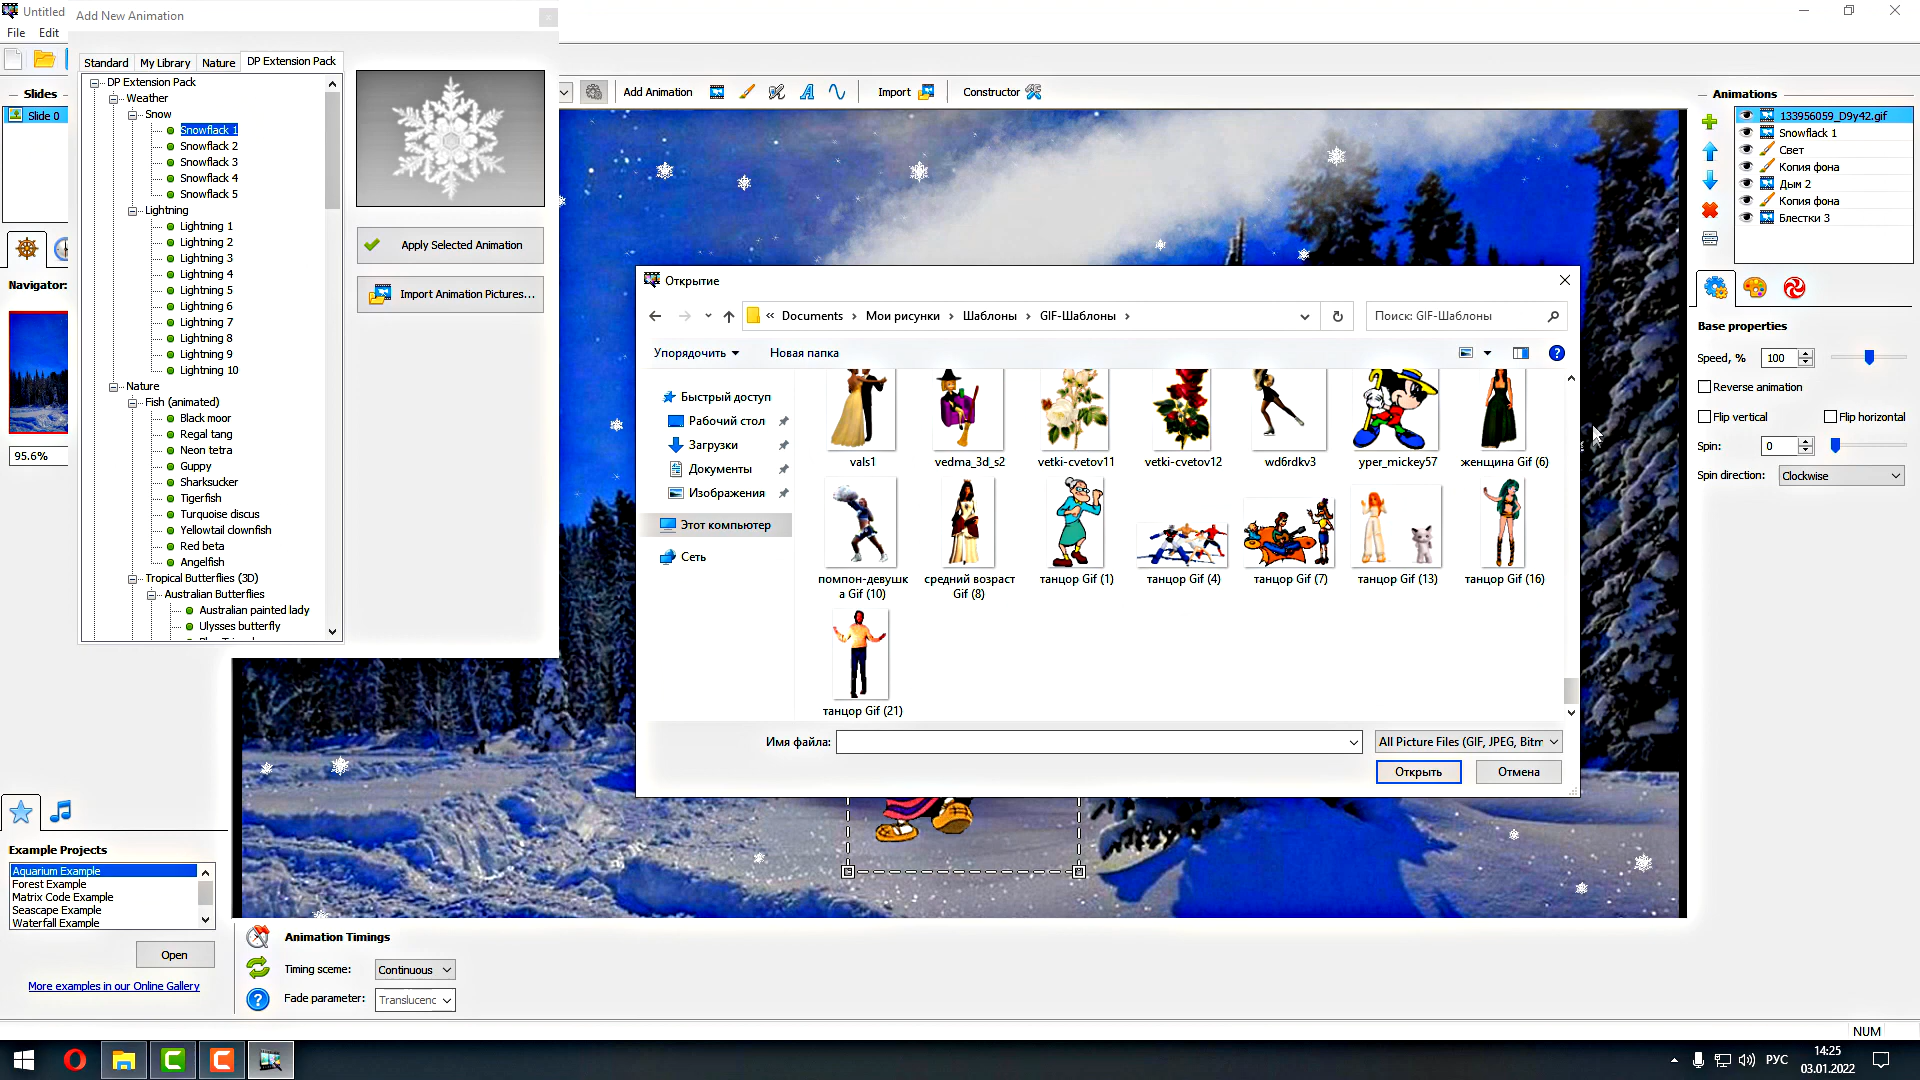 Untitled
Add New Animation
File Edit
Standard My Library Nature DP Extension Pack
Add Animation
Import
Constructor
Slides
Slide 0
DP Extension Pack
Weather
Snow
Snowflack 1
Snowflack 2
Snowflack 3
Snowflack 4
Snowflack 5
Lightning
Lightning 1
Lightning 2
Lightning 3
Lightning 4
Lightning 5
Lightning 6
Lightning 7
Lightning 8
Lightning 9
Lightning 10
Nature
Fish (animated)
Black moor
Regal tang
Neon tetra
Guppy
Sharksucker
Tigerfish
Turquoise discus
Yellowtail clownfish
Red beta
Angelfish
Tropical Butterflies (3D)
Australian Butterflies
Australian painted lady
Ulysses butterfly
Apply Selected Animation
Import Animation Pictures...
Navigator:
95.6%
Animations
133956059_D9y42.gif
Snowflack 1
Свет
Копия фона
Дым 2
Копия фона
Блестки 3
Base properties
Speed, % 100
Reverse animation
Flip vertical Flip horizontal
Spin: 0
Spin direction: Clockwise
Открытие
« Documents › Мои рисунки › Шаблоны › GIF-Шаблоны ›
Поиск: GIF-Шаблоны
Упорядочить Новая папка
Быстрый доступ
Рабочий стол
Загрузки
Документы
Изображения
Этот компьютер
Сеть
vals1 vedma_3d_s2 vetki-cvetov11 vetki-cvetov12 wd6rdkv3 yper_mickey57 женщина Gif (6)
помпон-девушк
а Gif (10)
средний возраст
Gif (8)
танцор Gif (1) танцор Gif (4) танцор Gif (7) танцор Gif (13) танцор Gif (16)
танцор Gif (21)
Имя файла:
All Picture Files (GIF, JPEG, Bitm
Открыть Отмена
Example Projects
Aquarium Example
Forest Example
Matrix Code Example
Seascape Example
Waterfall Example
Open
More examples in our Online Gallery
Animation Timings
Timing sceme: Continuous
Fade parameter: Translucenc
NUM
РУС
14:25
03.01.2022